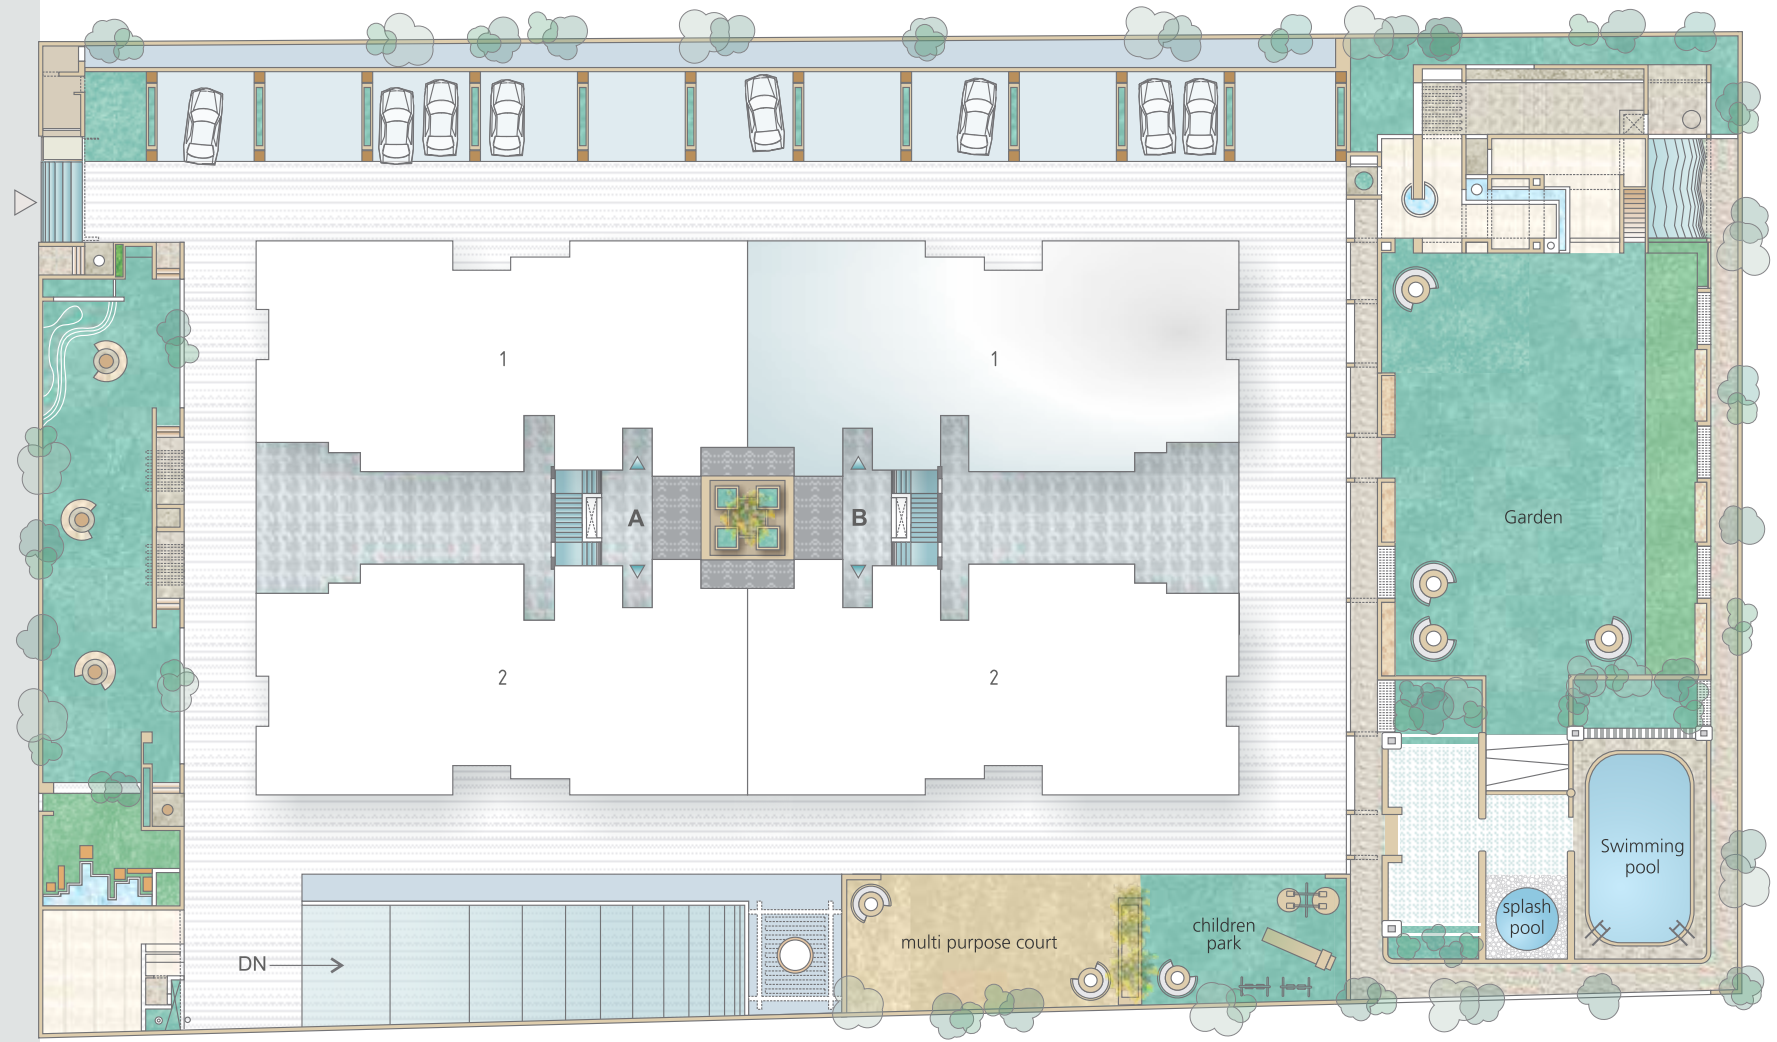 1
1
A
B
Garden
2
2
Swimming
pool
splash
pool
children
park
multi purpose court
DN